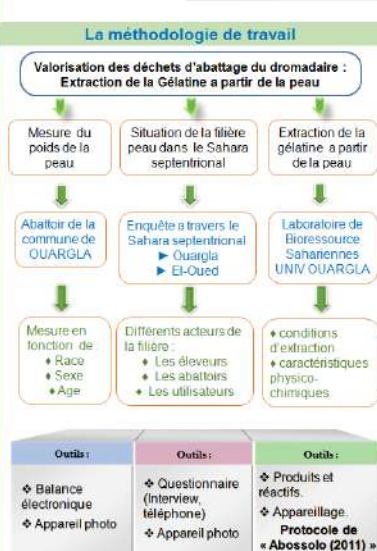 La méthodologie de travail
Valorisation des déchets d'abattage du dromadaire :
Extraction de la Gélatine a partir de la peau
Mesure du
poids de la
peau
Situation de la filière
peau dans le Sahara
septentrional
Extraction de la
gélatine a partir
de la peau
Abattoir de la
commune de
OUARGLA
Enquête a travers le
Sahara septentrional
► Ouargla
► El-Oued
Laboratoire de
Bioressource
Sahariennes
UNIV OUARGLA
Mesure en
fonction de :
♦ Race
♦ Sexe
♦ Age
Différents acteurs de
la filière :
♦ Les éleveurs
♦ Les abattoirs
♦ Les utilisateurs
♦ conditions
d'extraction
♦ caractéristiques
physico-
chimiques
Outils :
❖ Balance
électronique
❖ Appareil photo
Outils :
❖ Questionnaire
(Interview,
téléphone)
❖ Appareil photo
Outils :
❖ Produits et
réactifs.
❖ Appareillage.
Protocole de
« Abossolo (2011) »